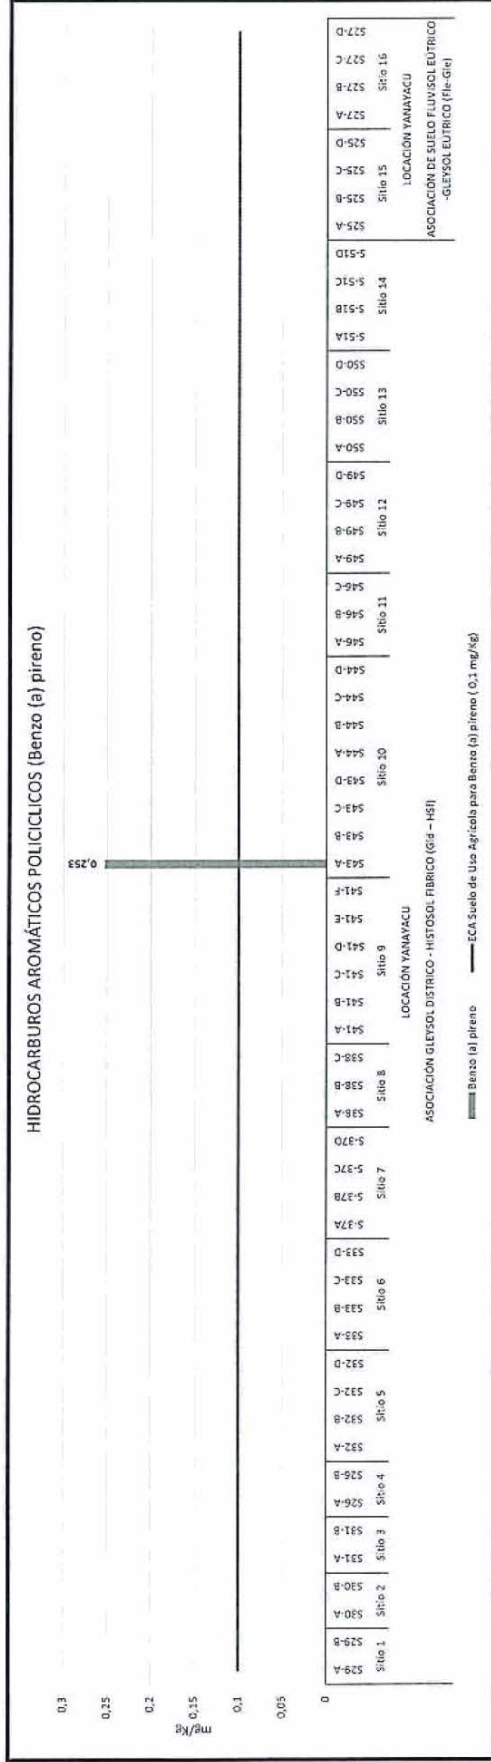 HIDROCARBUROS AROMÁTICOS POLICICLICOS (Benzo (a) pireno)
mg/Kg
0,3
0,25
0,2
0,15
0,1
0,05
0
0,253
S29-A S29-B S30-A S30-B S31-A S31-B S26-A S26-B S32-A S32-B S32-C S32-D S33-A S33-B S33-C S33-D S-37A S-37B S-37C S-37D S38-A S38-B S38-C S41-A S41-B S41-C S41-D S41-E S41-F S43-A S43-B S43-C S43-D S44-A S44-B S44-C S44-D S46-A S46-B S46-C S49-A S49-B S49-C S49-D S50-A S50-B S50-C S50-D S-51A S-51B S-51C S-51D S25-A S25-B S25-C S25-D S27-A S27-B S27-C S27-D
Sitio 1 Sitio 2 Sitio 3 Sitio 4 Sitio 5 Sitio 6 Sitio 7 Sitio 8 Sitio 9 Sitio 10 Sitio 11 Sitio 12 Sitio 13 Sitio 14 Sitio 15 Sitio 16
LOCACIÓN YANAYACU
ASOCIACIÓN GLEYSOL DISTRICO - HISTOSOL FIBRICO (Gld – HSf)
LOCACIÓN YANAYACU
ASOCIACIÓN DE SUELO FLUVISOL EÚTRICO
-GLEYSOL EÚTRICO (Fle-Gle)
Benzo (a) pireno
ECA Suelo de Uso Agrícola para Benzo (a) pireno ( 0,1 mg/Kg)